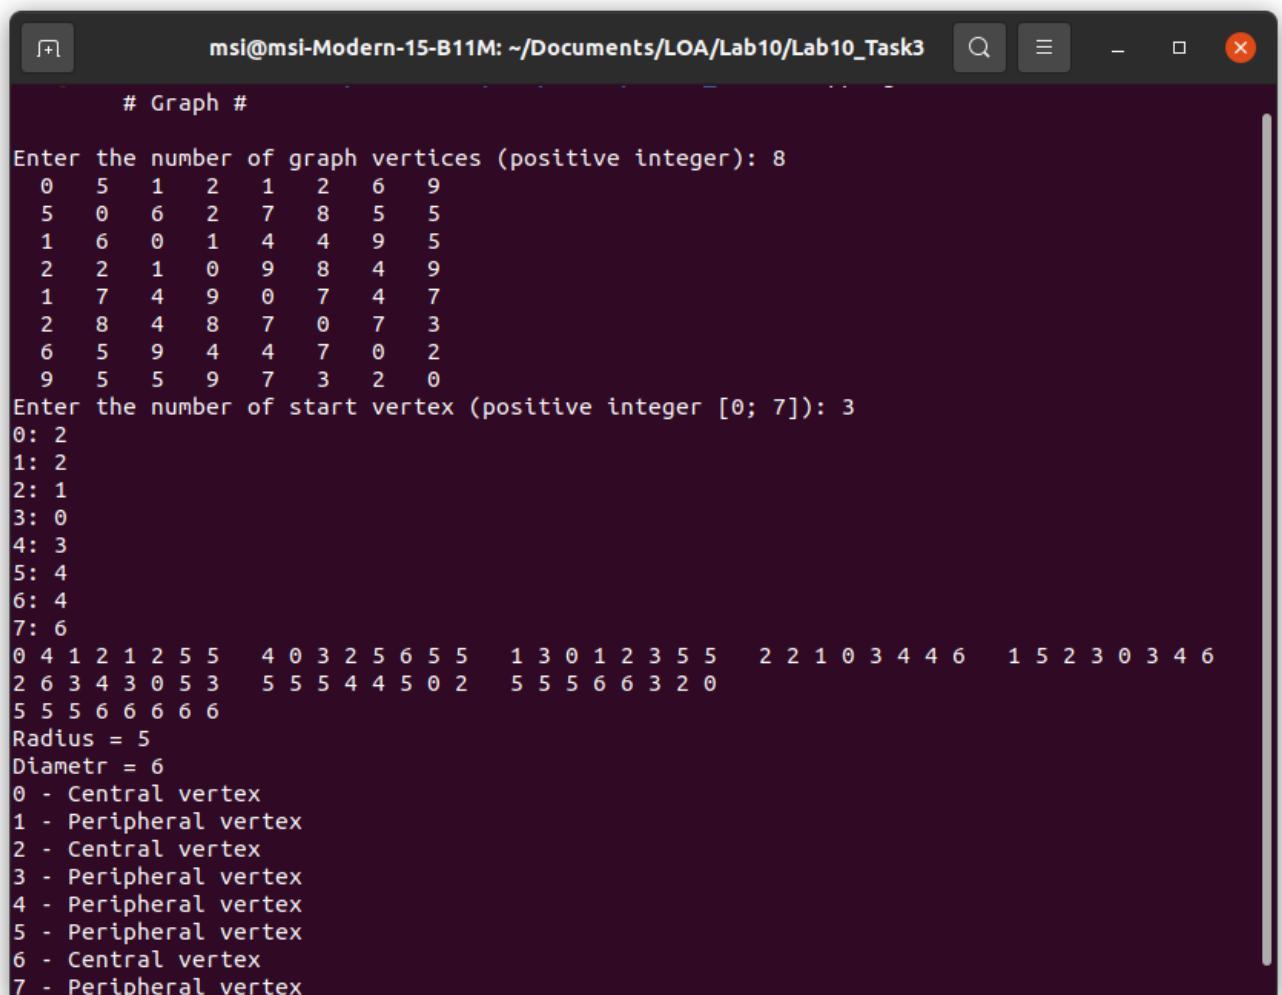 msi@msi-Modern-15-B11M: ~/Documents/LOA/Lab10/Lab10_Task3
# Graph #
Enter the number of graph vertices (positive integer): 8
0 5 1 2 1 2 6 9
5 0 6 2 7 8 5 5
1 6 0 1 4 4 9 5
2 2 1 0 9 8 4 9
1 7 4 9 0 7 4 7
2 8 4 8 7 0 7 3
6 5 9 4 4 7 0 2
9 5 5 9 7 3 2 0
Enter the number of start vertex (positive integer [0; 7]): 3
0: 2
1: 2
2: 1
3: 0
4: 3
5: 4
6: 4
7: 6
0 4 1 2 1 2 5 5   4 0 3 2 5 6 5 5   1 3 0 1 2 3 5 5   2 2 1 0 3 4 4 6   1 5 2 3 0 3 4 6
2 6 3 4 3 0 5 3   5 5 5 4 4 5 0 2   5 5 5 6 6 3 2 0
5 5 5 6 6 6 6 6
Radius = 5
Diametr = 6
0 - Central vertex
1 - Peripheral vertex
2 - Central vertex
3 - Peripheral vertex
4 - Peripheral vertex
5 - Peripheral vertex
6 - Central vertex
7 - Peripheral vertex